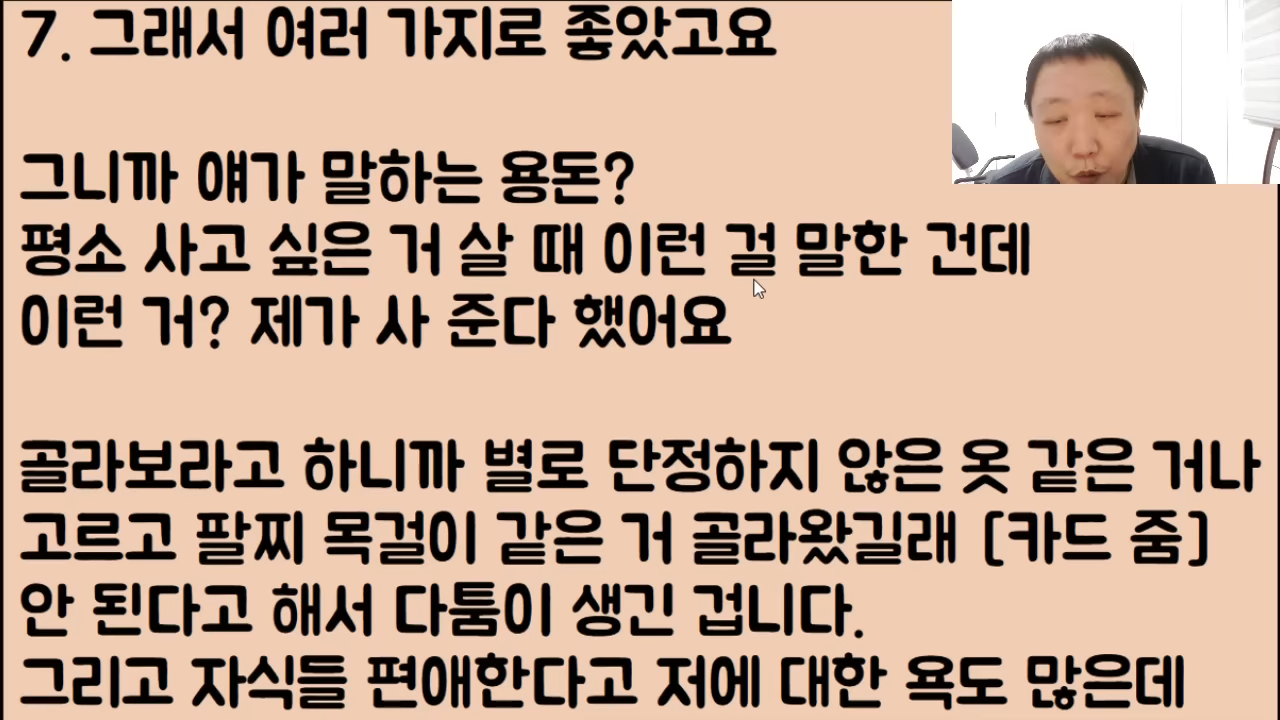 7. 그래서 여러 가지로 좋았고요
그니까 얘가 말하는 용돈?
평소 사고 싶은 거 살 때 이런 걸 말한 건데
이런 거? 제가 사 준다 했어요
골라보라고 하니까 별로 단정하지 않은 옷 같은 거나
고르고 팔찌 목걸이 같은 거 골라왔길래 [카드 줌]
안 된다고 해서 다툼이 생긴 겁니다.
그리고 자식들 편애한다고 저에 대한 욕도 많은데